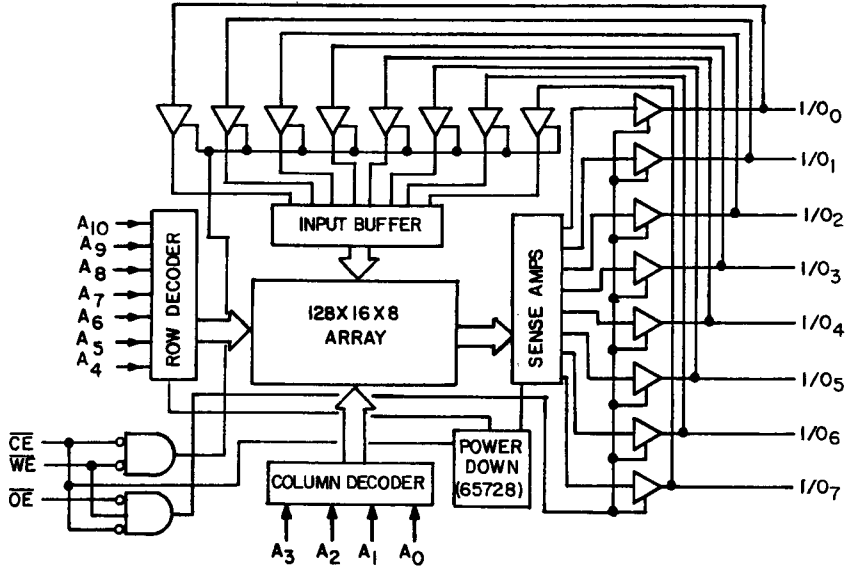 I/O0
I/O1
I/O2
I/O3
I/O4
I/O5
I/O6
I/O7
INPUT BUFFER
A10
A9
A8
A7
A6
A5
A4
ROW DECODER
128X16X8
ARRAY
SENSE AMPS
CE
WE
OE
COLUMN DECODER
POWER
DOWN
(65728)
A3 A2 A1 A0